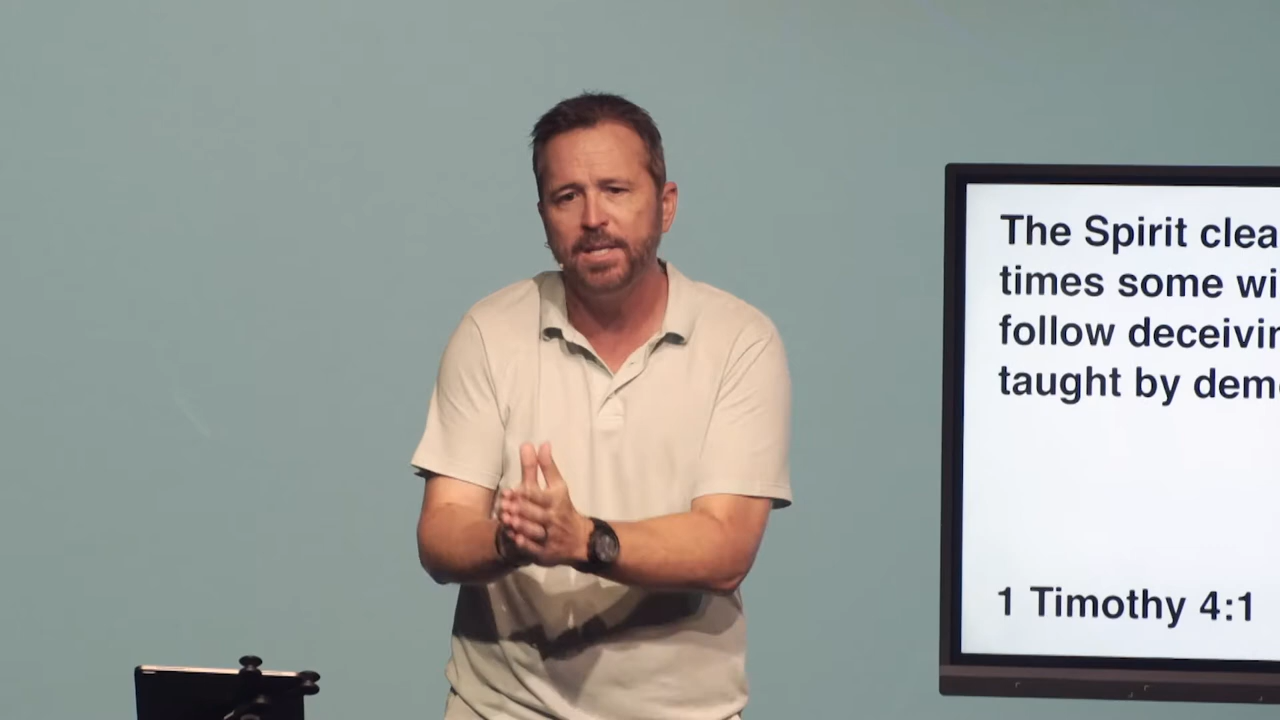 The Spirit clea
times some wi
follow deceivin
taught by dem
1 Timothy 4:1